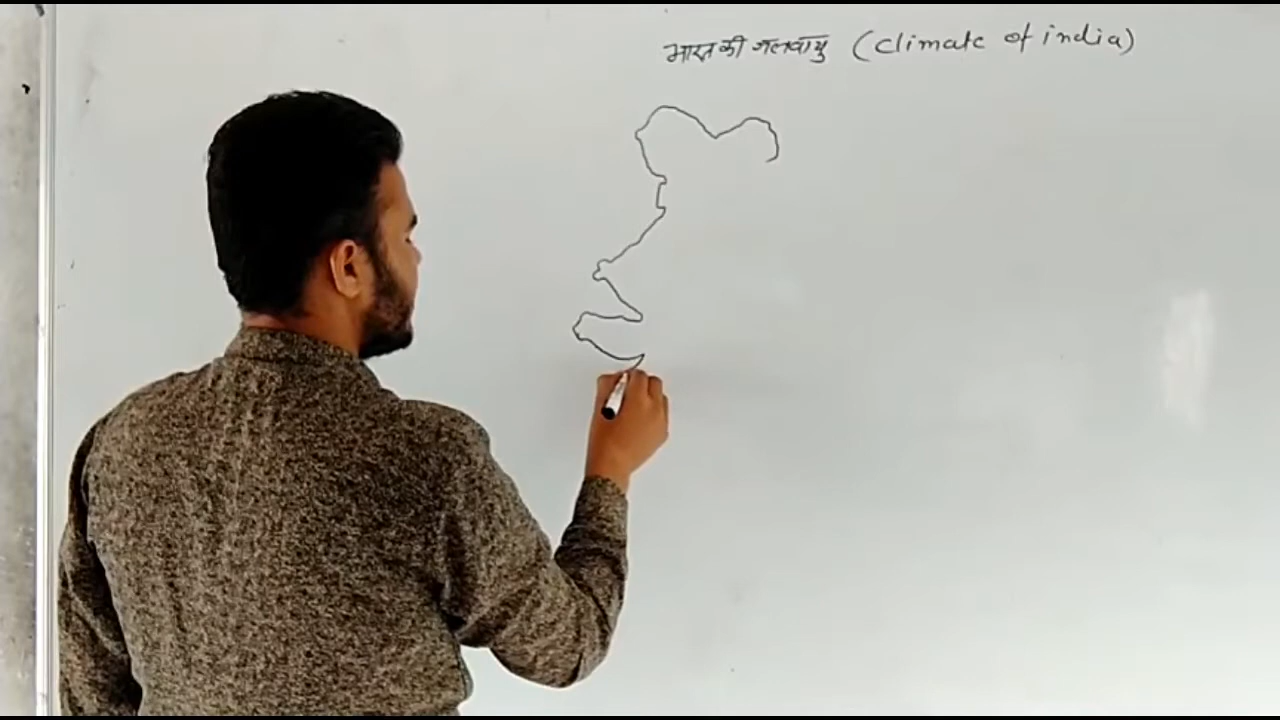 भारत की जलवायु (climate of india)